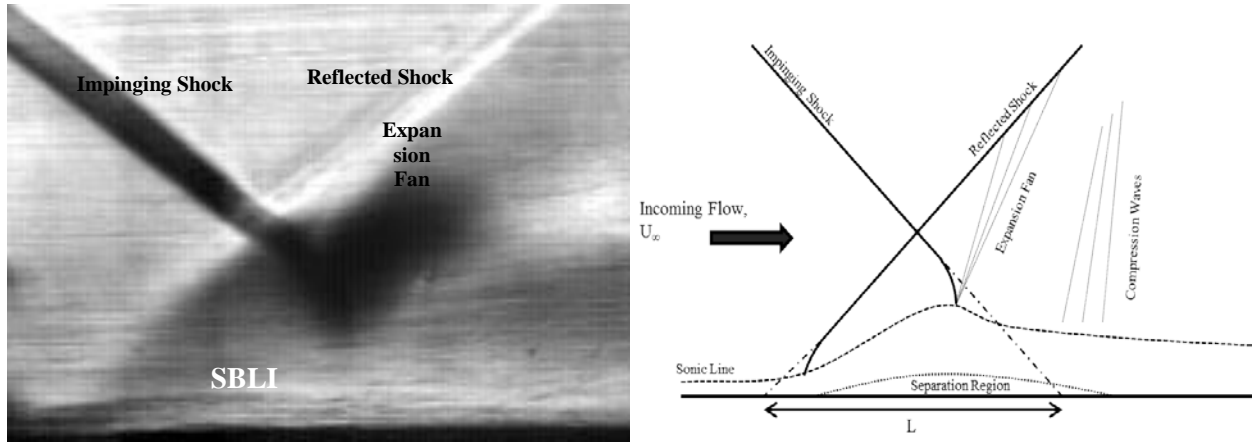 Impinging Shock
Reflected Shock
Expan
sion
Fan
SBLI
Impinging Shock
Reflected Shock
Expansion Fan
Compression Waves
Incoming Flow,
U∞
Sonic Line
Separation Region
L